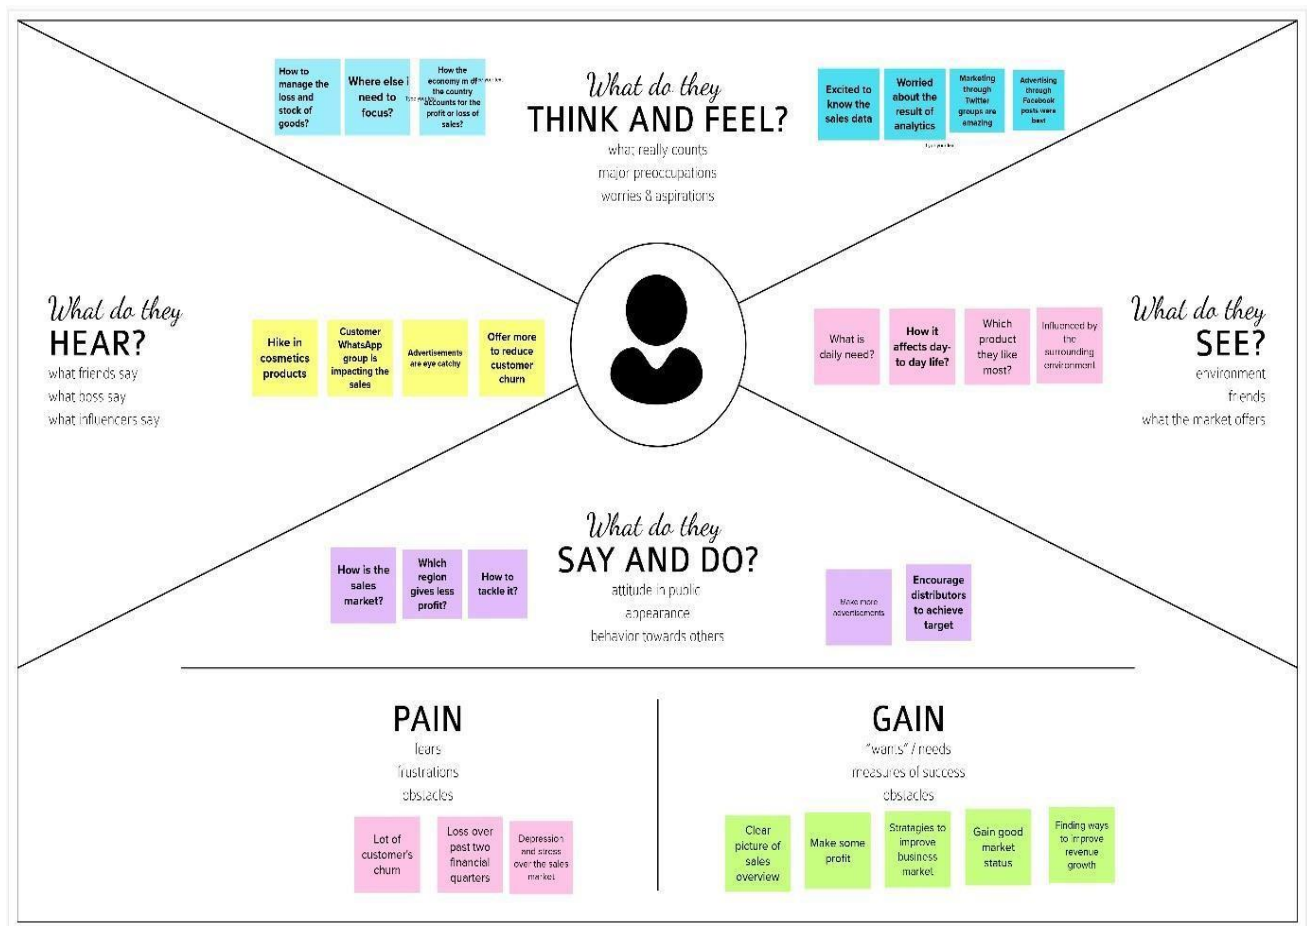 How to
manage the
loss and
stock of
goods?
Where else i
need to
focus?
How the
economy in of
the country
accounts for the
profit or loss of
sales?
What do they
THINK AND FEEL?
what really counts
major preoccupations
worries & aspirations
Excited to
know the
sales data
Worried
about the
result of
analytics
Marketing
through
Twitter
groups are
amazing
Advertising
through
Facebook
posts were
best
Type your text
What do they
HEAR?
what friends say
what boss say
what influencers say
Hike in
cosmetics
products
Customer
WhatsApp
group is
impacting the
sales
Advertisements
are eye catchy
Offer more
to reduce
customer
churn
What is
daily need?
How it
affects day-
to day life?
Which
product
they like
most?
Influenced by
the
surrounding
environment
What do they
SEE?
environment
friends
what the market offers
What do they
SAY AND DO?
attitude in public
appearance
behavior towards others
How is the
sales
market?
Which
region
gives less
profit?
How to
tackle it?
Make more
advertisements
Encourage
distributors
to achieve
target
PAIN
fears
frustrations
obstacles
Lot of
customer's
churn
Loss over
past two
financial
quarters
Depression
and stress
over the sales
market
GAIN
"wants" / needs
measures of success
obstacles
Clear
picture of
sales
overview
Make some
profit
Stratagies to
improve
business
market
Gain good
market
status
Finding ways
to improve
revenue
growth